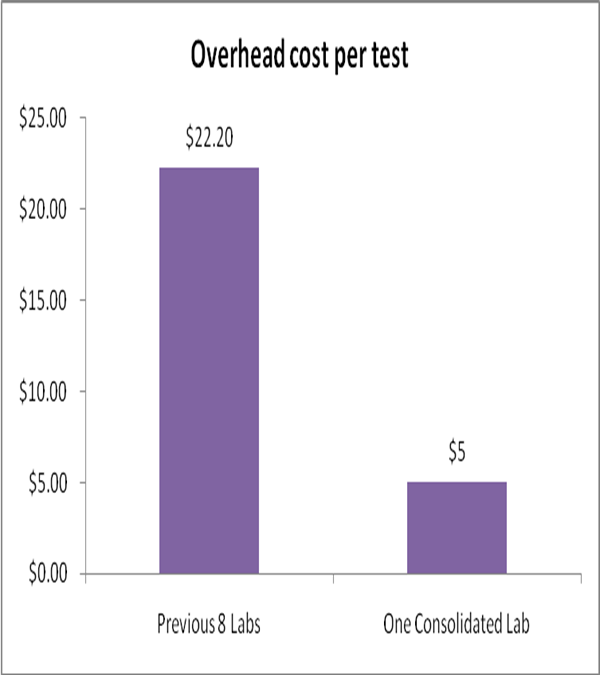 Overhead cost per test
$25.00
$22.20
$20.00
$15.00
$10.00
$5
$5.00
$0.00
Previous 8 Labs
One Consolidated Lab